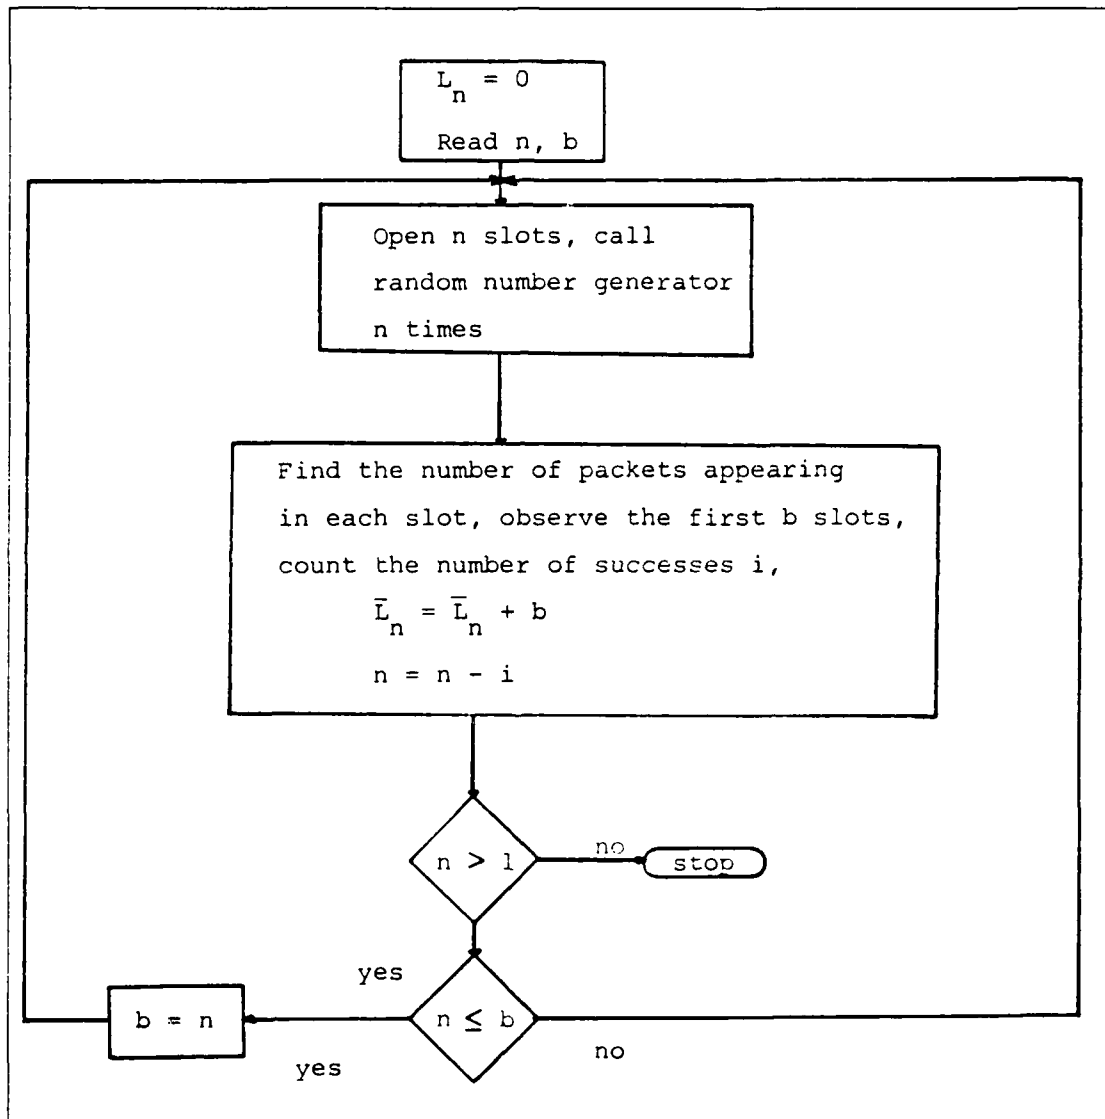 L_n = 0
Read n, b
Open n slots, call
random number generator
n times
Find the number of packets appearing
in each slot, observe the first b slots,
count the number of successes i,
L̄_n = L̄_n + b
n = n - i
n > 1
no
stop
yes
n ≤ b
b = n
yes
no